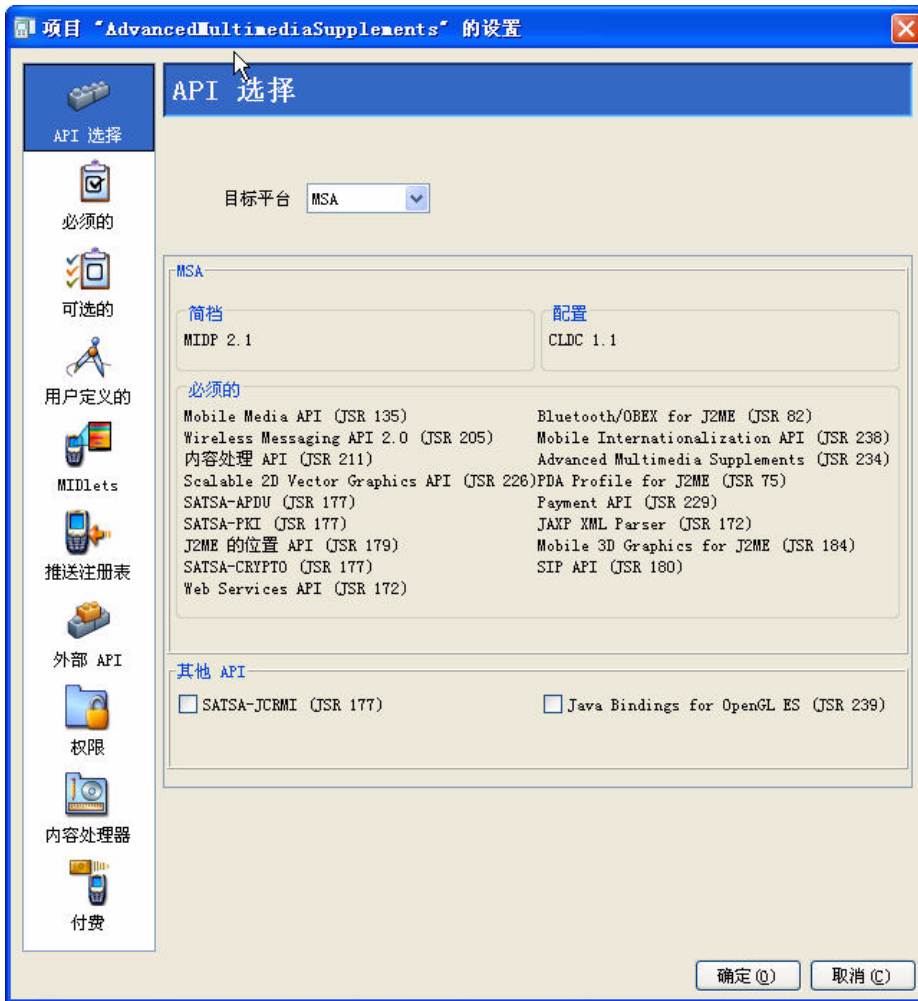 项目 “AdvancedMultimediaSupplements” 的设置
API 选择
API 选择
必须的
可选的
用户定义的
MIDlets
推送注册表
外部 API
权限
内容处理器
付费
目标平台 MSA
MSA
简档
MIDP 2.1
配置
CLDC 1.1
必须的
Mobile Media API (JSR 135)
Wireless Messaging API 2.0 (JSR 205)
内容处理 API (JSR 211)
Scalable 2D Vector Graphics API (JSR 226)
SATSA-APDU (JSR 177)
SATSA-PKI (JSR 177)
J2ME 的位置 API (JSR 179)
SATSA-CRYPTO (JSR 177)
Web Services API (JSR 172)
Bluetooth/OBEX for J2ME (JSR 82)
Mobile Internationalization API (JSR 238)
Advanced Multimedia Supplements (JSR 234)
PDA Profile for J2ME (JSR 75)
Payment API (JSR 229)
JAXP XML Parser (JSR 172)
Mobile 3D Graphics for J2ME (JSR 184)
SIP API (JSR 180)
其他 API
SATSA-JCRMI (JSR 177)
Java Bindings for OpenGL ES (JSR 239)
确定(O)
取消(C)